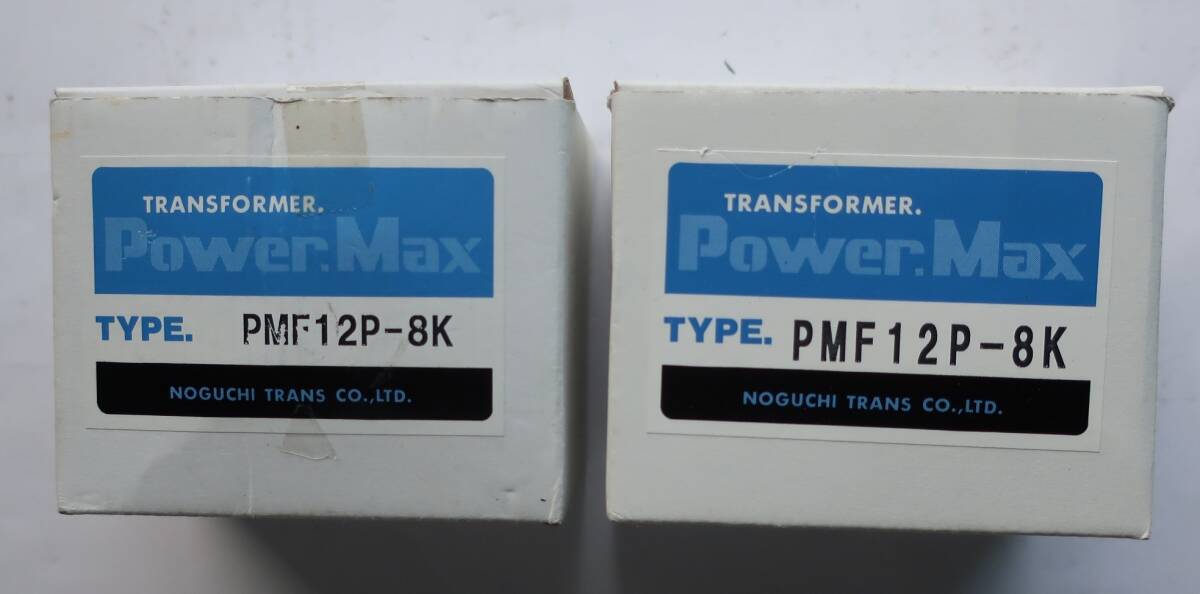 TRANSFORMER.
Power.Max
TYPE. PMF12P-8K
NOGUCHI TRANS CO.,LTD.
TRANSFORMER.
Power.Max
TYPE. PMF12P-8K
NOGUCHI TRANS CO.,LTD.